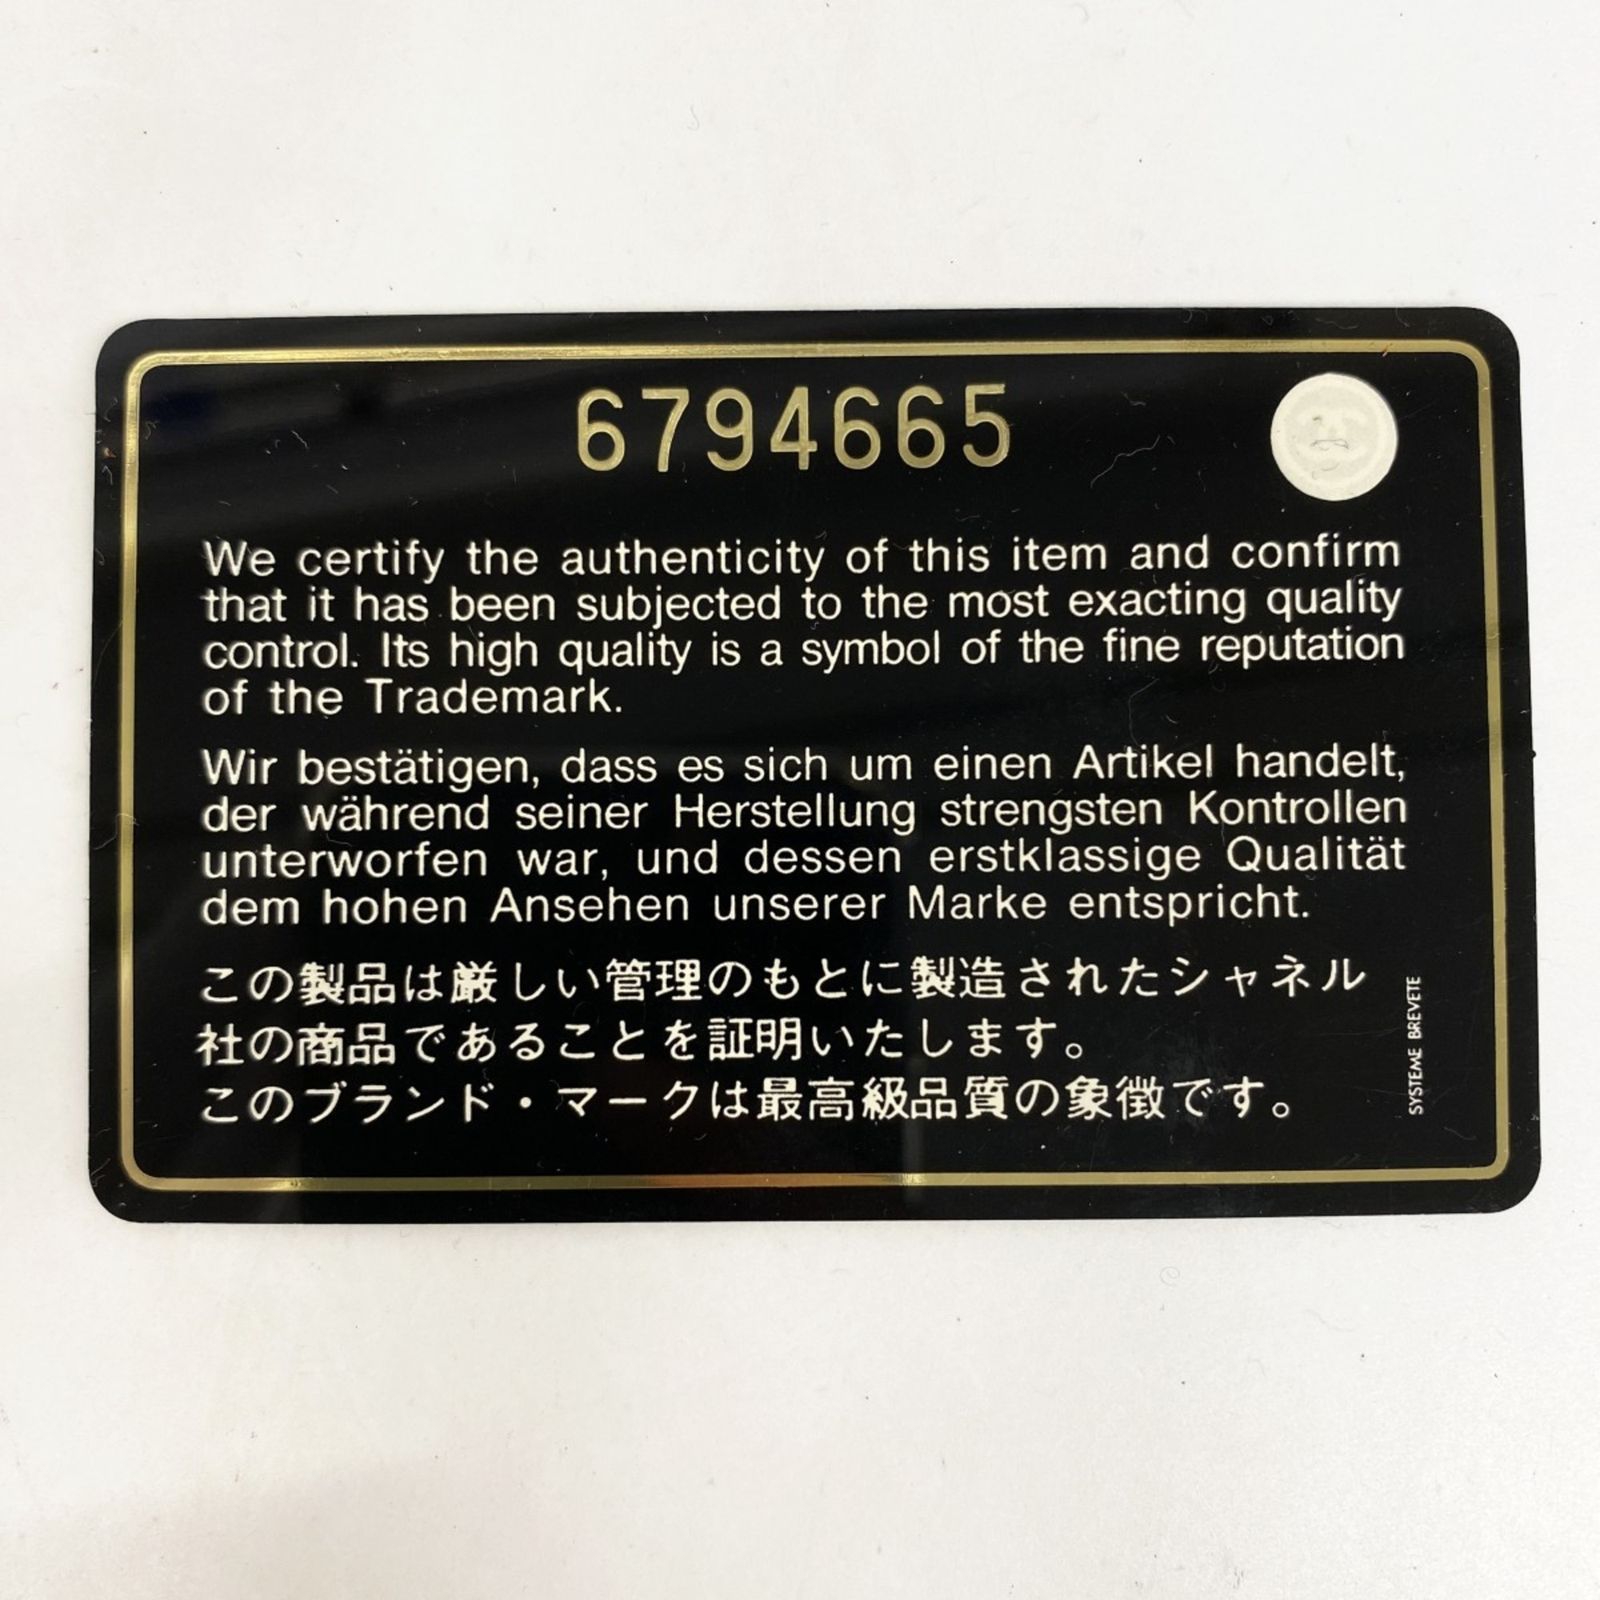 6794665
We certify the authenticity of this item and confirm
that it has been subjected to the most exacting quality
control. Its high quality is a symbol of the fine reputation
of the Trademark.
Wir bestätigen, dass es sich um einen Artikel handelt,
der während seiner Herstellung strengsten Kontrollen
unterworfen war, und dessen erstklassige Qualität
dem hohen Ansehen unserer Marke entspricht.
この製品は厳しい管理のもとに製造されたシャネル
社の商品であることを証明いたします。
このブランド・マークは最高級品質の象徴です。
SYSTEME BREVETE